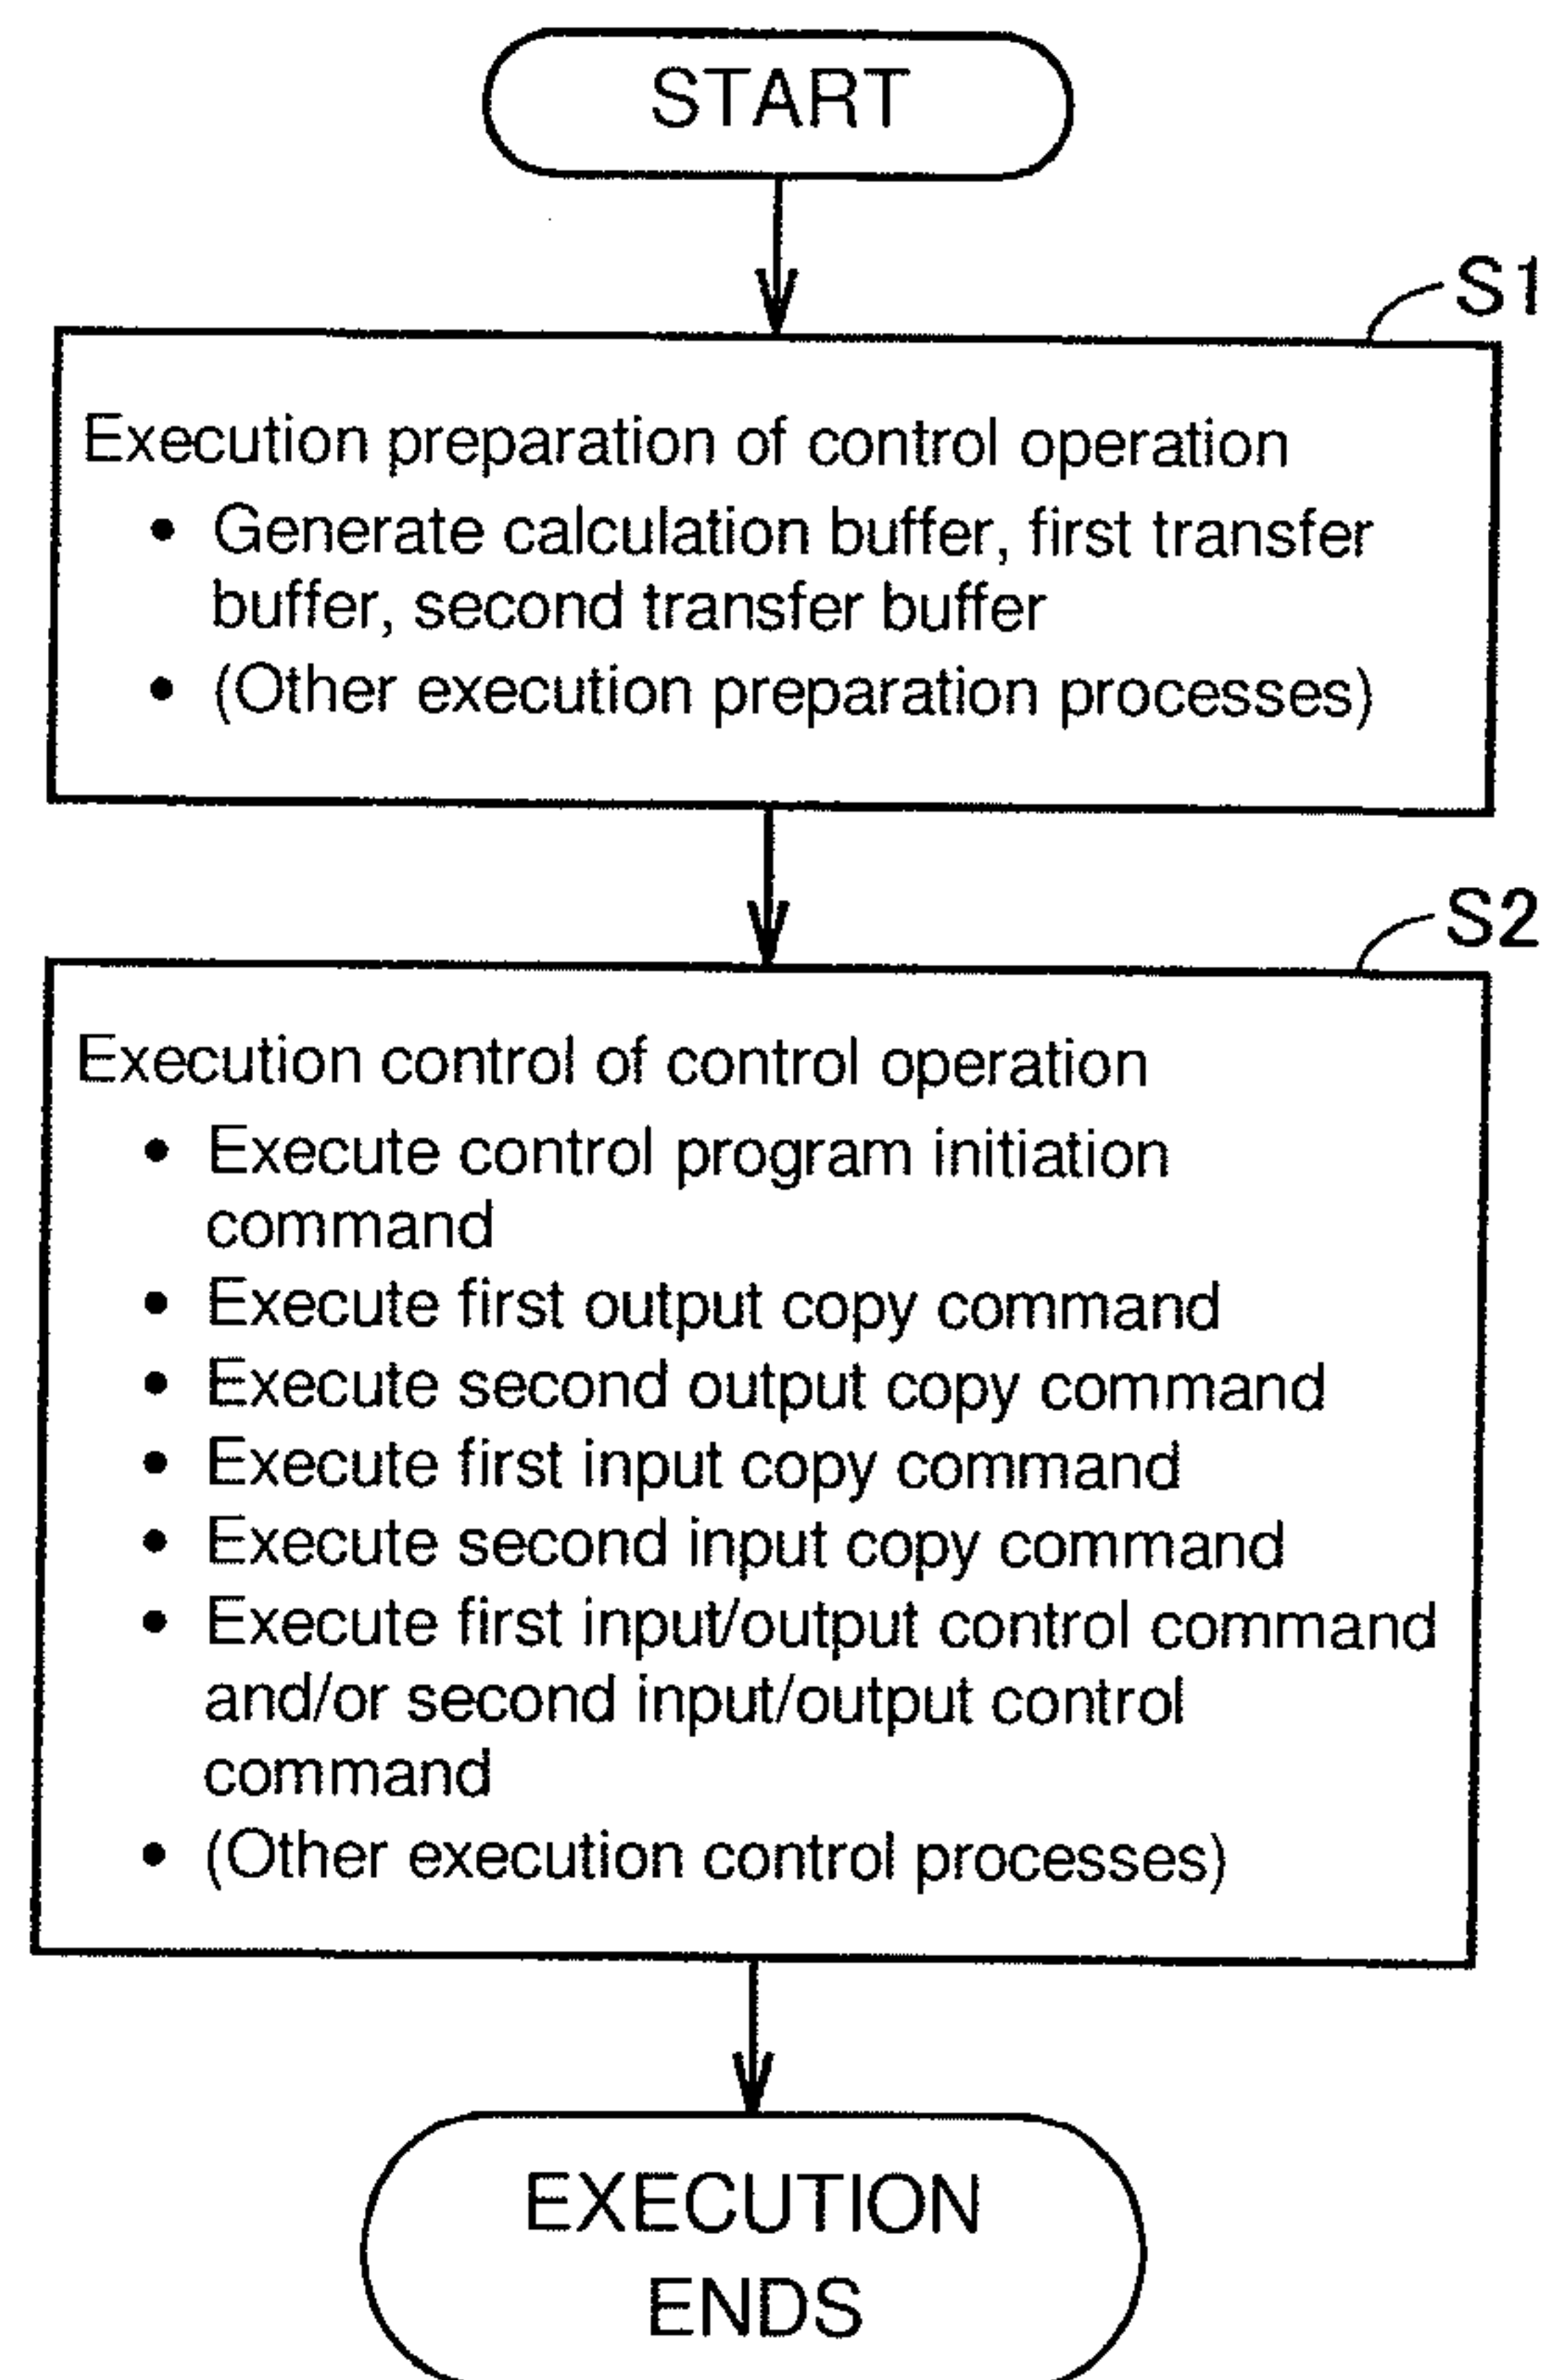 START
S1
Execution preparation of control operation
• Generate calculation buffer, first transfer
buffer, second transfer buffer
• (Other execution preparation processes)
S2
Execution control of control operation
• Execute control program initiation
command
• Execute first output copy command
• Execute second output copy command
• Execute first input copy command
• Execute second input copy command
• Execute first input/output control command
and/or second input/output control
command
• (Other execution control processes)
EXECUTION
ENDS